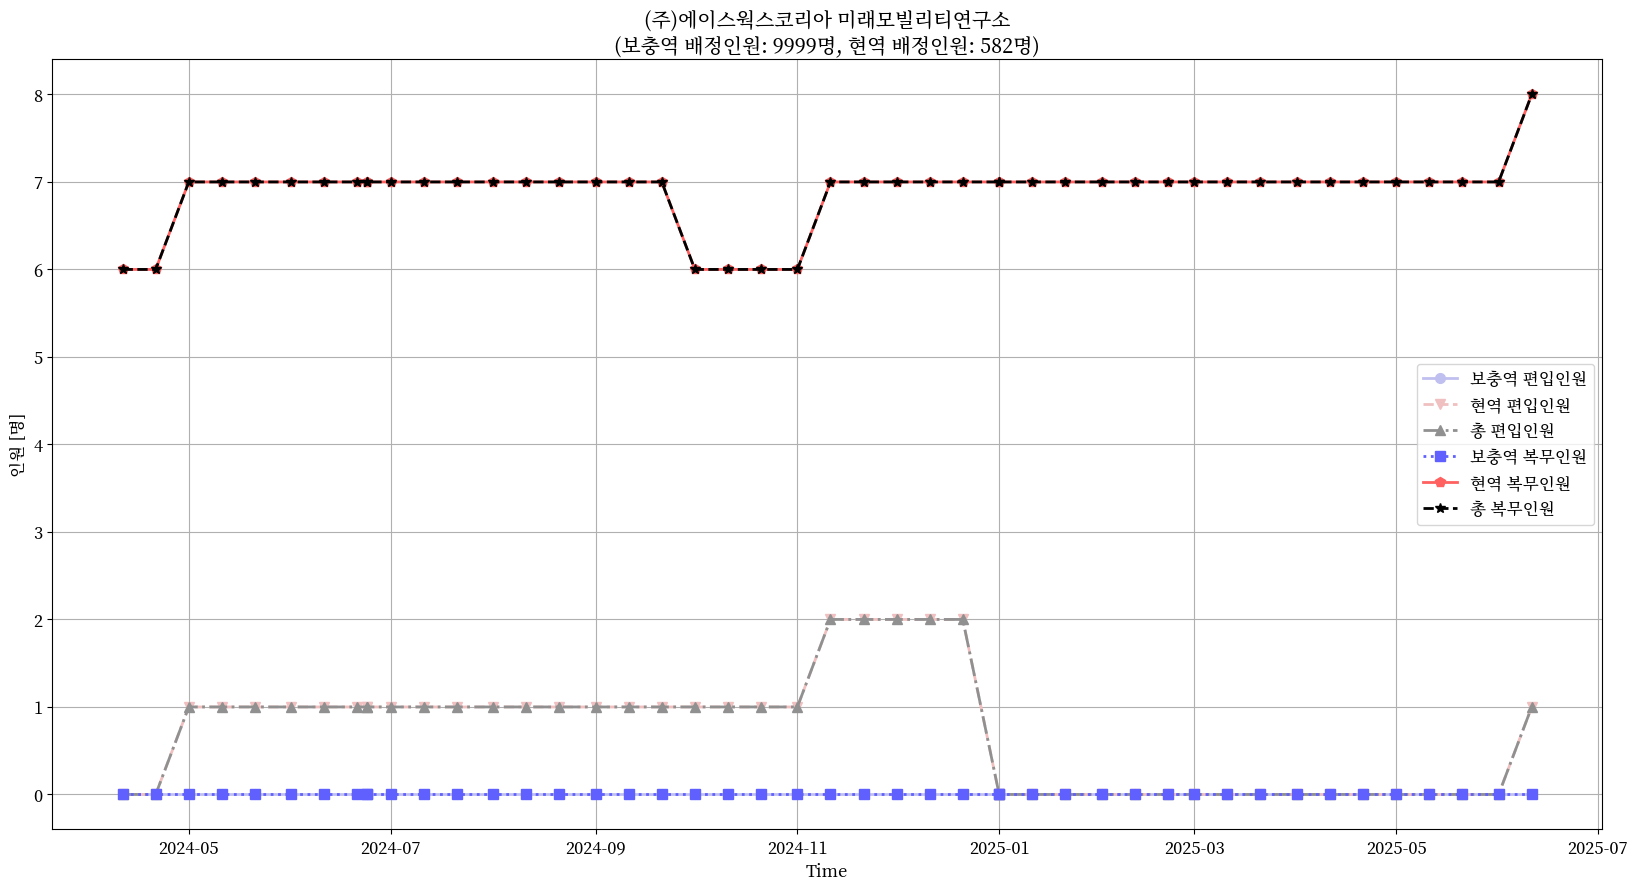 (주)에이스웍스코리아 미래모빌리티연구소
(보충역 배정인원: 9999명, 현역 배정인원: 582명)
8
7
6
5
4
3
2
1
0
인원 [명]
보충역 편입인원
현역 편입인원
총 편입인원
보충역 복무인원
현역 복무인원
총 복무인원
2024-05 2024-07 2024-09 2024-11 2025-01 2025-03 2025-05 2025-07
Time